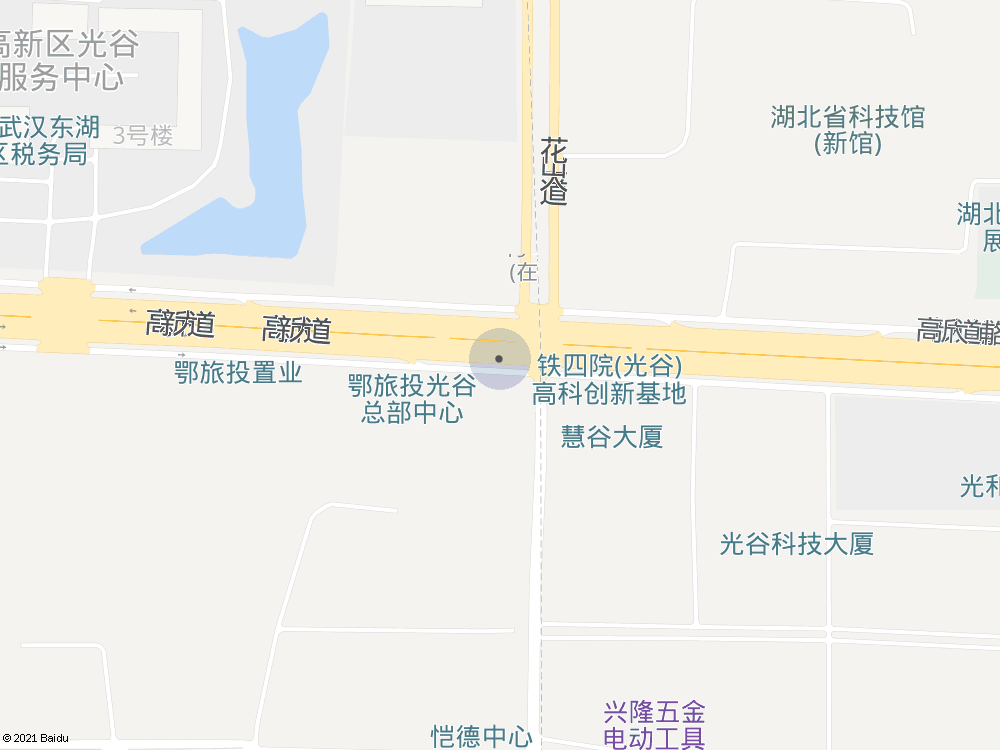 高新区光谷
服务中心
武汉东湖
区税务局
3号楼
花山道
湖北省科技馆
(新馆)
湖北
展
(在
高新大道
高新大道
高新大道
鄂旅投置业
鄂旅投光谷
总部中心
铁四院(光谷)
高科创新基地
慧谷大厦
光和
光谷科技大厦
恺德中心
兴隆五金
电动工具
© 2021 Baidu